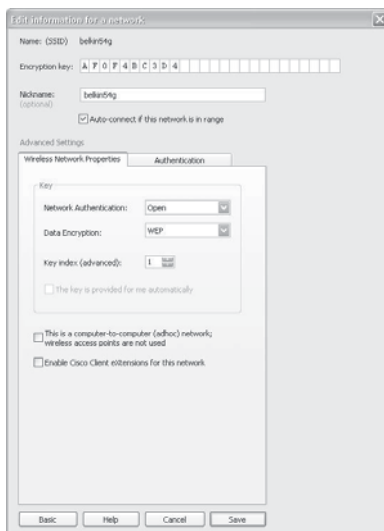 Edit information for a network
Name: (SSID) belkin54g
Encryption key: A F 0 F 4 B C 3 D 4
Nickname: belkin54g
(optional)
Auto-connect if this network is in range
Advanced Settings
Wireless Network Properties Authentication
Key
Network Authentication: Open
Data Encryption: WEP
Key index (advanced): 1
The key is provided for me automatically
This is a computer-to-computer (adhoc) network;
wireless access points are not used
Enable Cisco Client eXtensions for this network
Basic Help Cancel Save